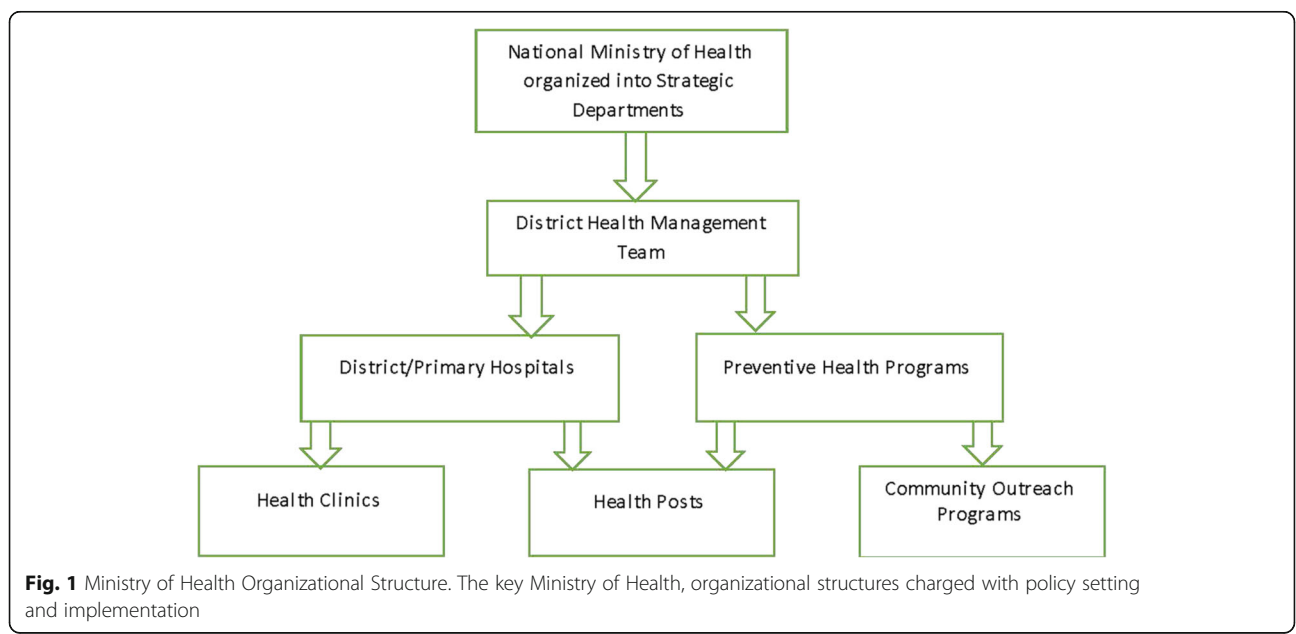 National Ministry of Health
organized into Strategic
Departments
District Health Management
Team
District/Primary Hospitals
Preventive Health Programs
Health Clinics
Health Posts
Community Outreach
Programs
Fig. 1 Ministry of Health Organizational Structure. The key Ministry of Health, organizational structures charged with policy setting
and implementation